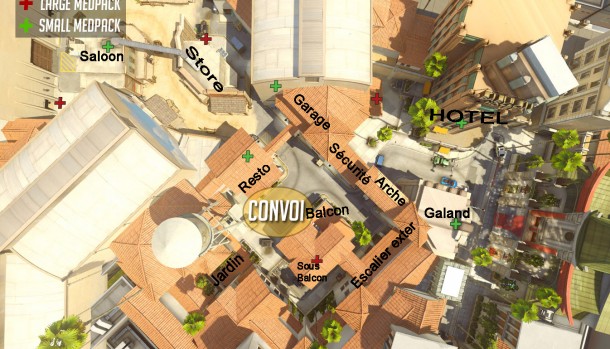 LARGE MEDPACK
SMALL MEDPACK
Saloon
Store
HOTEL
Garage
Sécurité
Resto
Arche
CONVOI
Balcon
Galand
Jardin
Sous
Balcon
Escalier exter